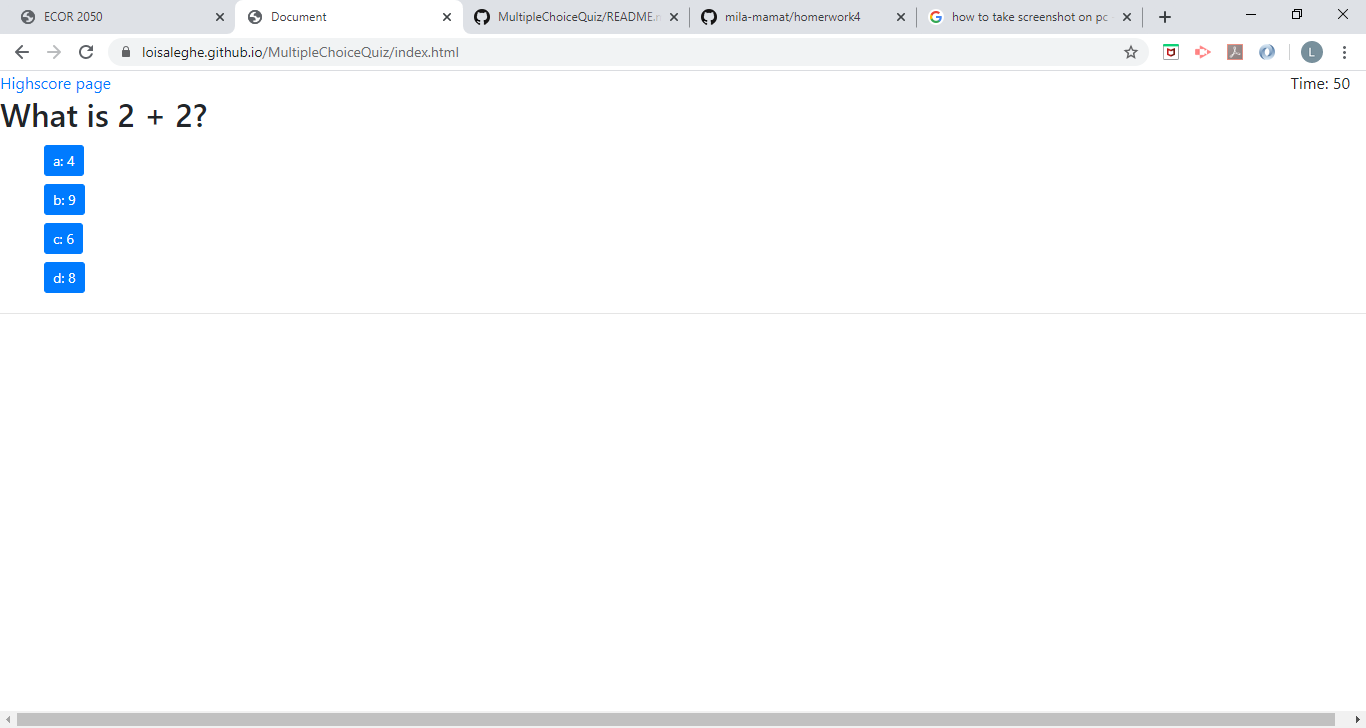 ECOR 2050
Document
MultipleChoiceQuiz/README.
mila-mamat/homerwork4
how to take screenshot on pc
loisaleghe.github.io/MultipleChoiceQuiz/index.html
L
Highscore page
Time: 50
What is 2 + 2?
a: 4
b: 9
c: 6
d: 8